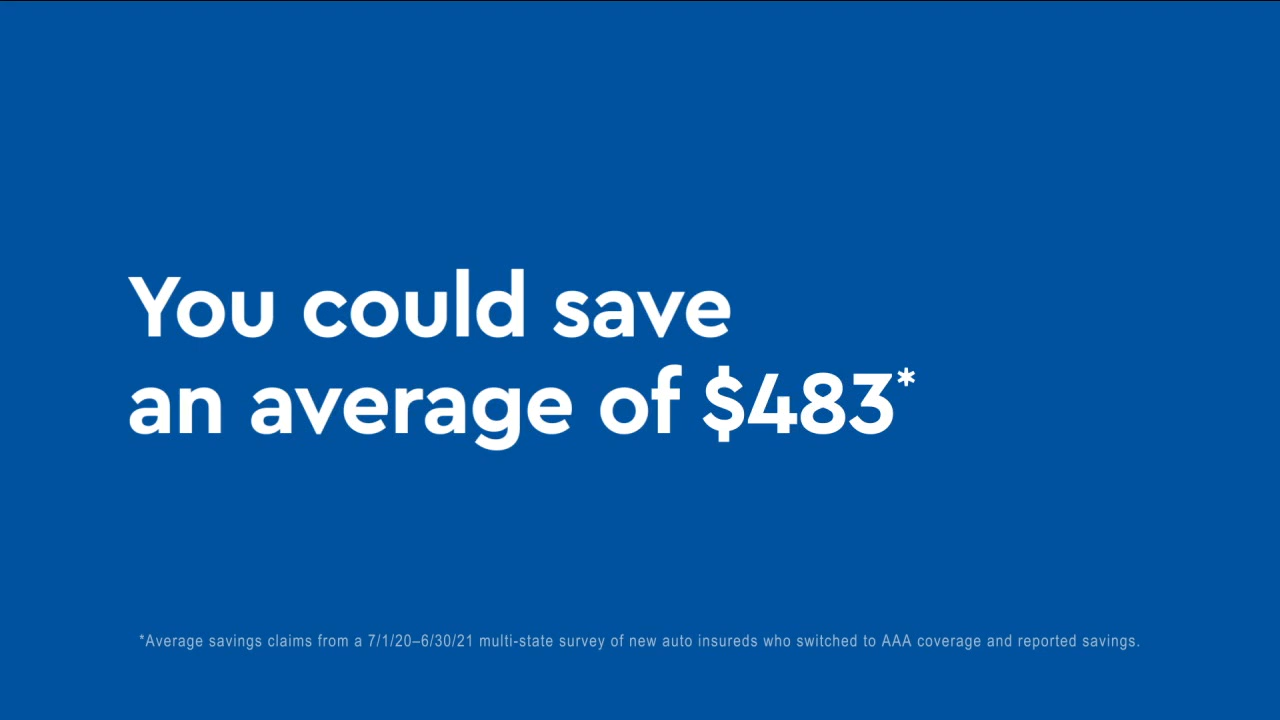 You could save
an average of $483*
*Average savings claims from a 7/1/20–6/30/21 multi-state survey of new auto insureds who switched to AAA coverage and reported savings.